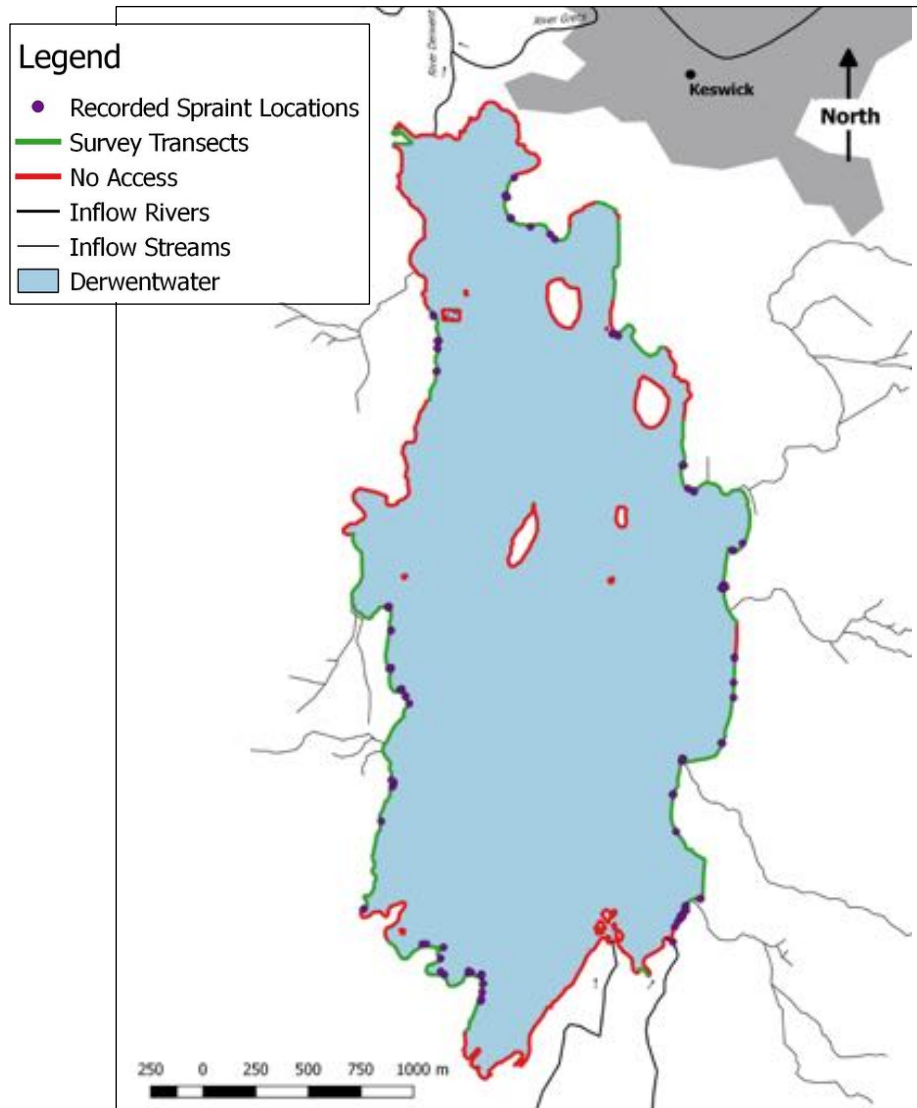 River Derwent
River Greta
Legend
Recorded Spraint Locations
Survey Transects
No Access
Inflow Rivers
Inflow Streams
Derwentwater
Keswick
North
250 0 250 500 750 1000 m